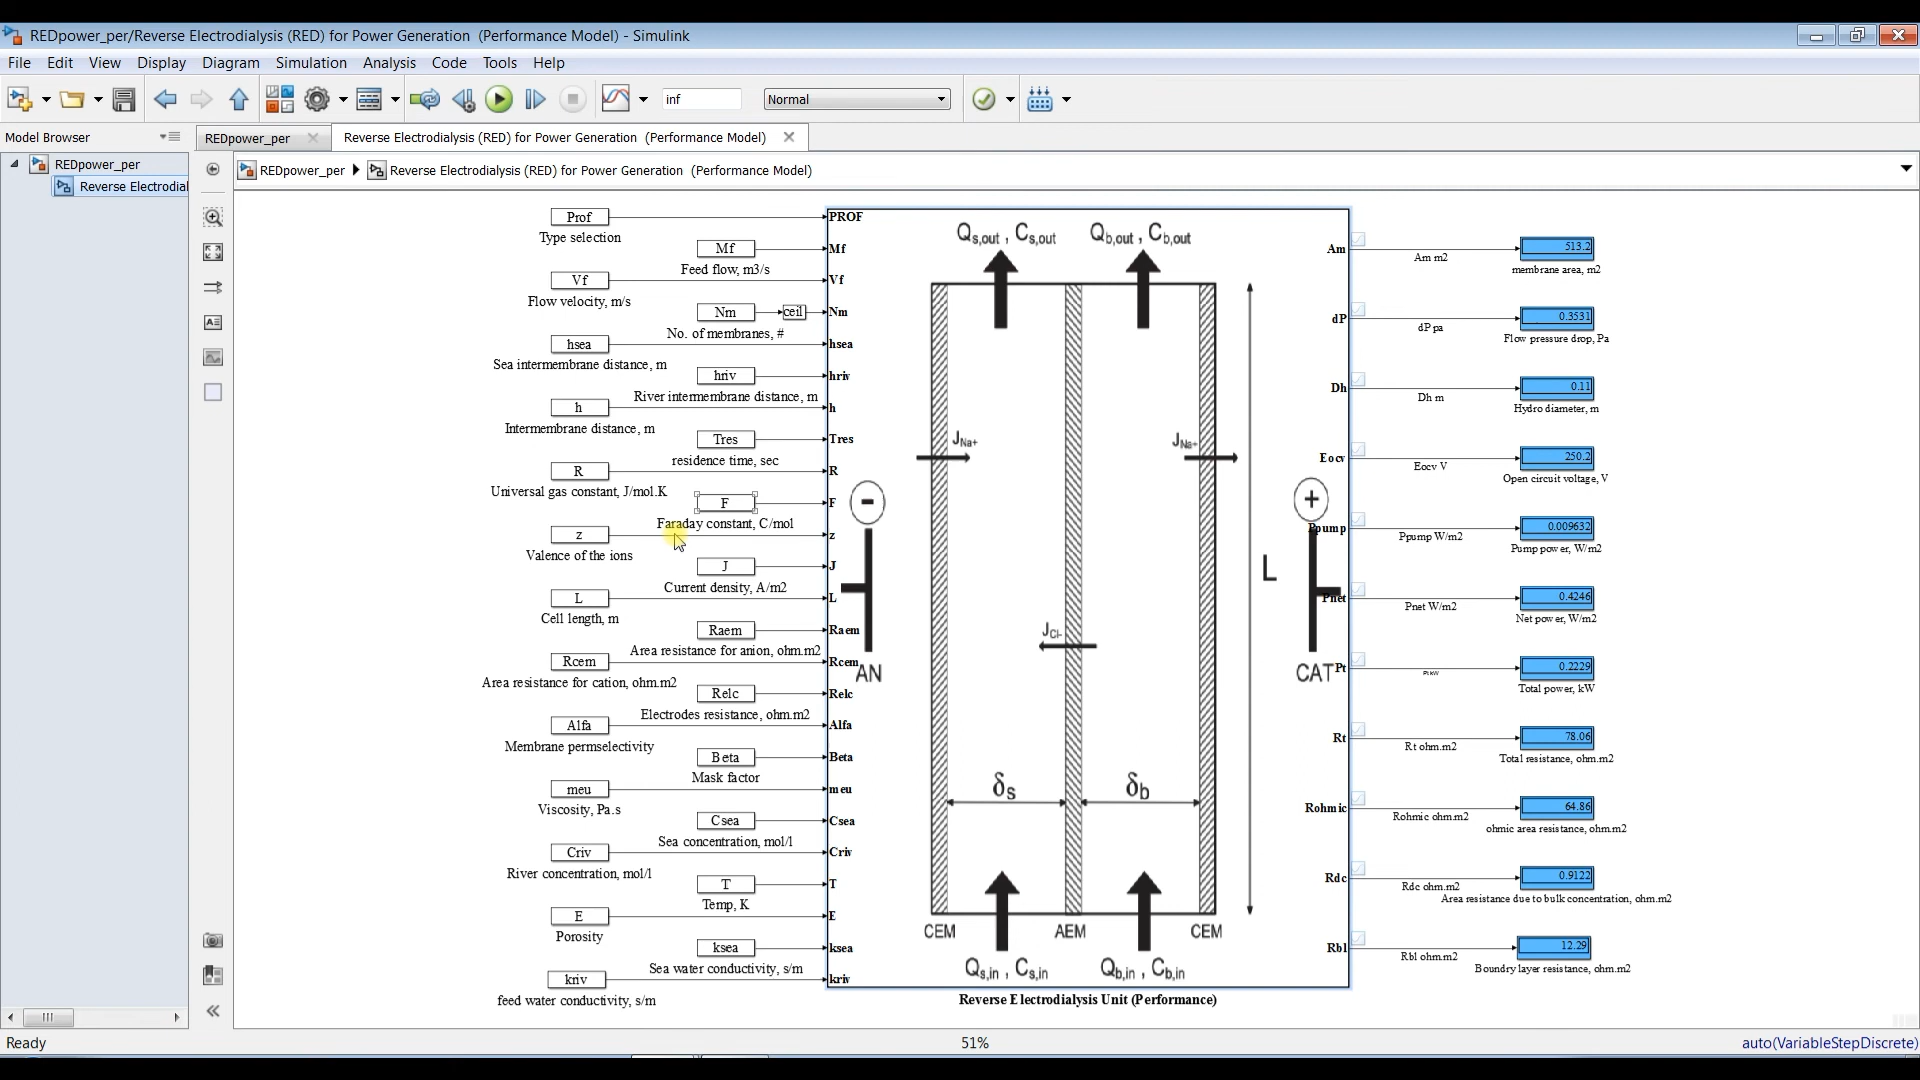 REDpower_per/Reverse Electrodialysis (RED) for Power Generation (Performance Model) - Simulink
File Edit View Display Diagram Simulation Analysis Code Tools Help
inf
Normal
Model Browser
REDpower_per
Reverse Electrodialysis (RED) for Power Generation (Performance Model)
REDpower_per
Reverse Electrodial
REDpower_per
Reverse Electrodialysis (RED) for Power Generation (Performance Model)
Prof
Type selection
PROF
Mf
Feed flow, m3/s
Mf
Vf
Flow velocity, m/s
Vf
Nm
ceil
No. of membranes, #
Nm
hsea
Sea intermembrane distance, m
hsea
hriv
River intermembrane distance, m
hriv
h
Intermembrane distance, m
h
Tres
residence time, sec
Tres
R
Universal gas constant, J/mol.K
R
F
Faraday constant, C/mol
F
z
Valence of the ions
z
J
Current density, A/m2
J
L
Cell length, m
L
Raem
Area resistance for anion, ohm.m2
Raem
Rcem
Area resistance for cation, ohm.m2
Rcem
Relc
Electrodes resistance, ohm.m2
Relc
Alfa
Membrane permselectivity
Alfa
Beta
Mask factor
Beta
meu
Viscosity, Pa.s
meu
Csea
Sea concentration, mol/l
Csea
Criv
River concentration, mol/l
Criv
T
Temp, K
T
E
Porosity
E
ksea
Sea water conductivity, s/m
ksea
kriv
feed water conductivity, s/m
kriv
Qs,out , Cs,out
Qb,out , Cb,out
JNa+
JNa+
-
+
L
JCl-
AN
CAT
δs
δb
CEM
AEM
CEM
Qs,in , Cs,in
Qb,in , Cb,in
Reverse Electrodialysis Unit (Performance)
Am
Am m2
513.2
membrane area, m2
dP
dP pa
0.3531
Flow pressure drop, Pa
Dh
Dh m
0.11
Hydro diameter, m
Eocv
Eocv V
250.2
Open circuit voltage, V
Ppump
Ppump W/m2
0.009632
Pump power, W/m2
Pnet
Pnet W/m2
0.4246
Net power, W/m2
Pt
Pt kW
0.2229
Total power, kW
Rt
Rt ohm.m2
78.06
Total resistance, ohm.m2
Rohmic
Rohmic ohm.m2
64.86
ohmic area resistance, ohm.m2
Rdc
Rdc ohm.m2
0.9122
Area resistance due to bulk concentration, ohm.m2
Rbl
Rbl ohm.m2
12.29
Boundry layer resistance, ohm.m2
Ready
51%
auto(VariableStepDiscrete)